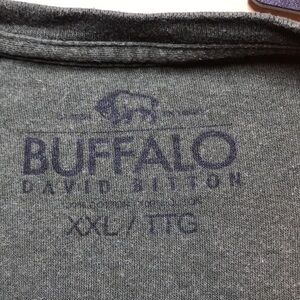 BUFFALO
DAVID BITTON
XXL / TTG